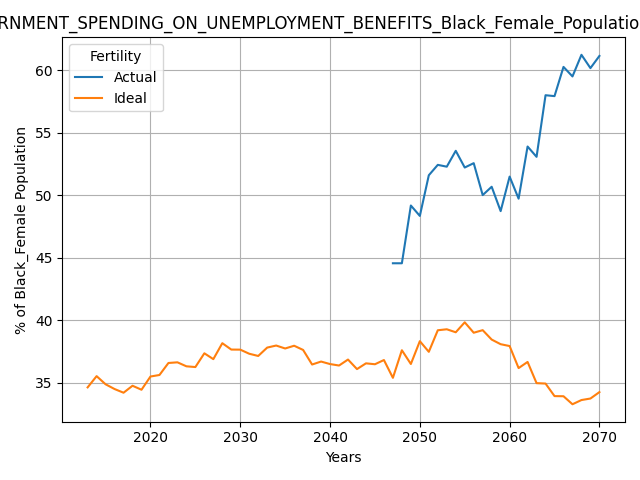 RNMENT_SPENDING_ON_UNEMPLOYMENT_BENEFITS_Black_Female_Populatio
Fertility
Actual
Ideal
% of Black_Female Population
60
55
50
45
40
35
2020 2030 2040 2050 2060 2070
Years